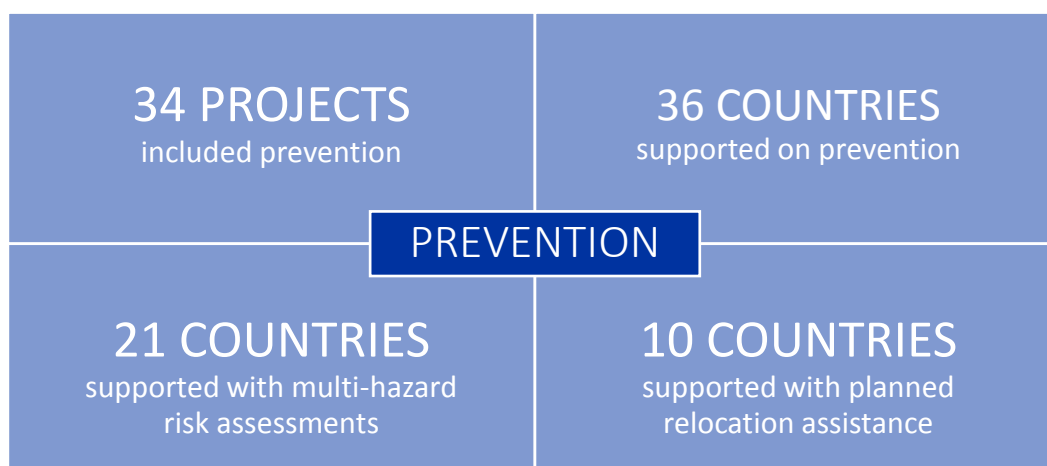 34 PROJECTS
included prevention
36 COUNTRIES
supported on prevention
PREVENTION
21 COUNTRIES
supported with multi-hazard
risk assessments
10 COUNTRIES
supported with planned
relocation assistance